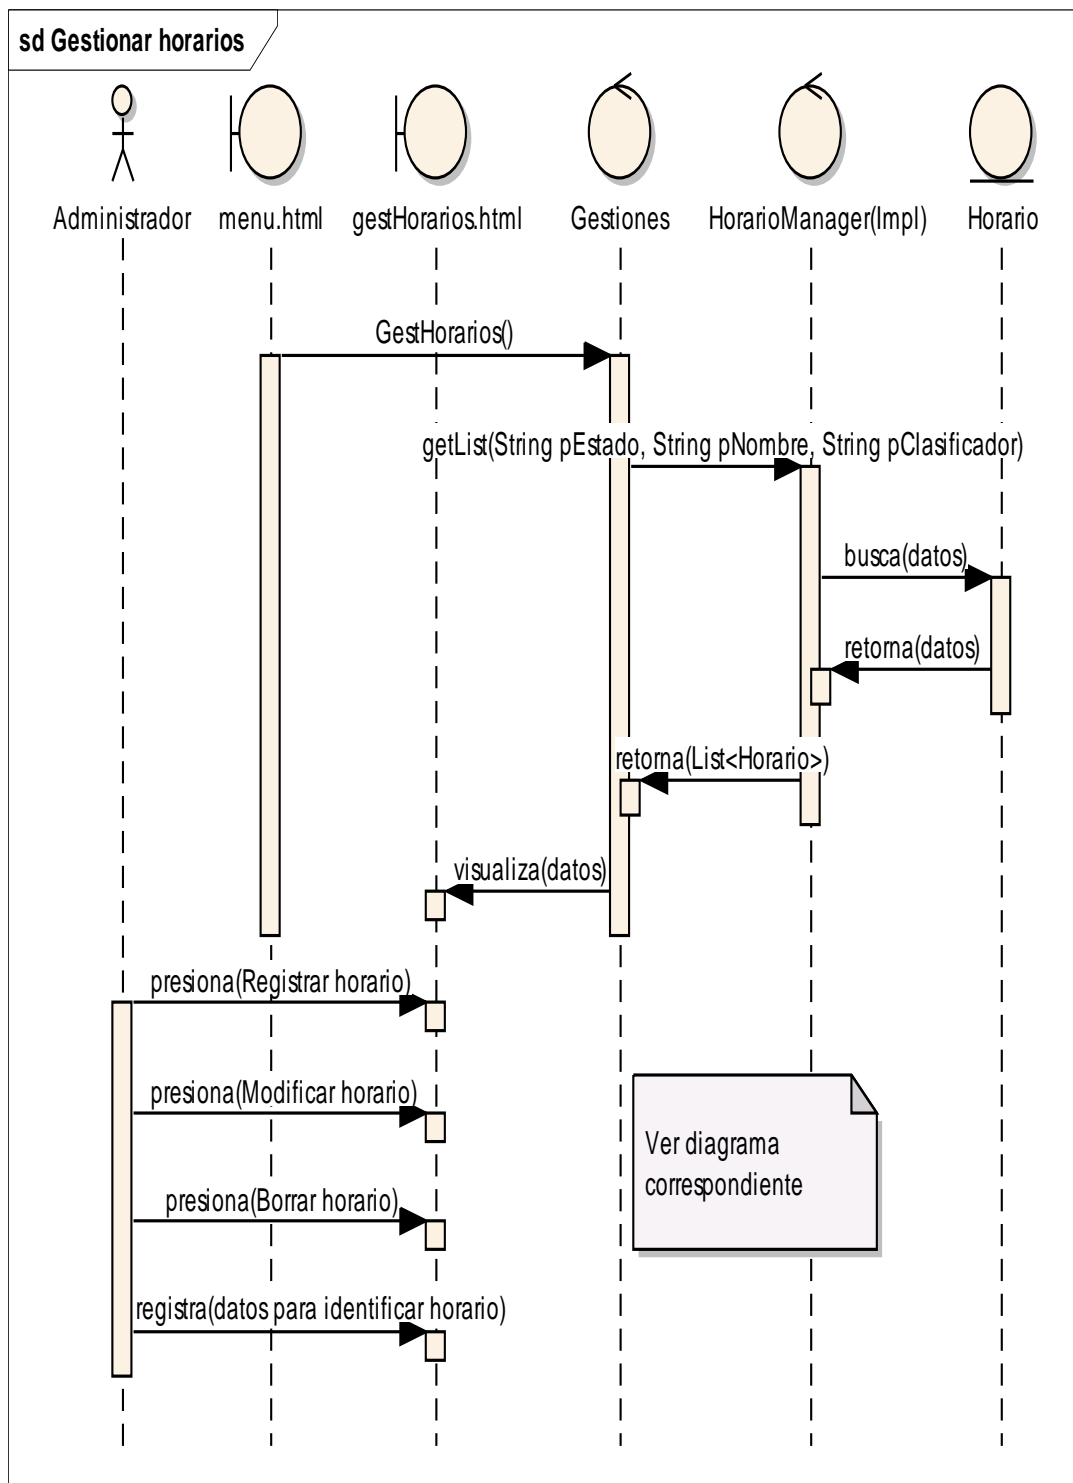 sd Gestionar horarios
Administrador
menu.html
gestHorarios.html
Gestiones
HorarioManager(Impl)
Horario
GestHorarios()
getList(String pEstado, String pNombre, String pClasificador)
busca(datos)
retorna(datos)
retorna(List<Horario>)
visualiza(datos)
presiona(Registrar horario)
presiona(Modificar horario)
Ver diagrama
correspondiente
presiona(Borrar horario)
registra(datos para identificar horario)